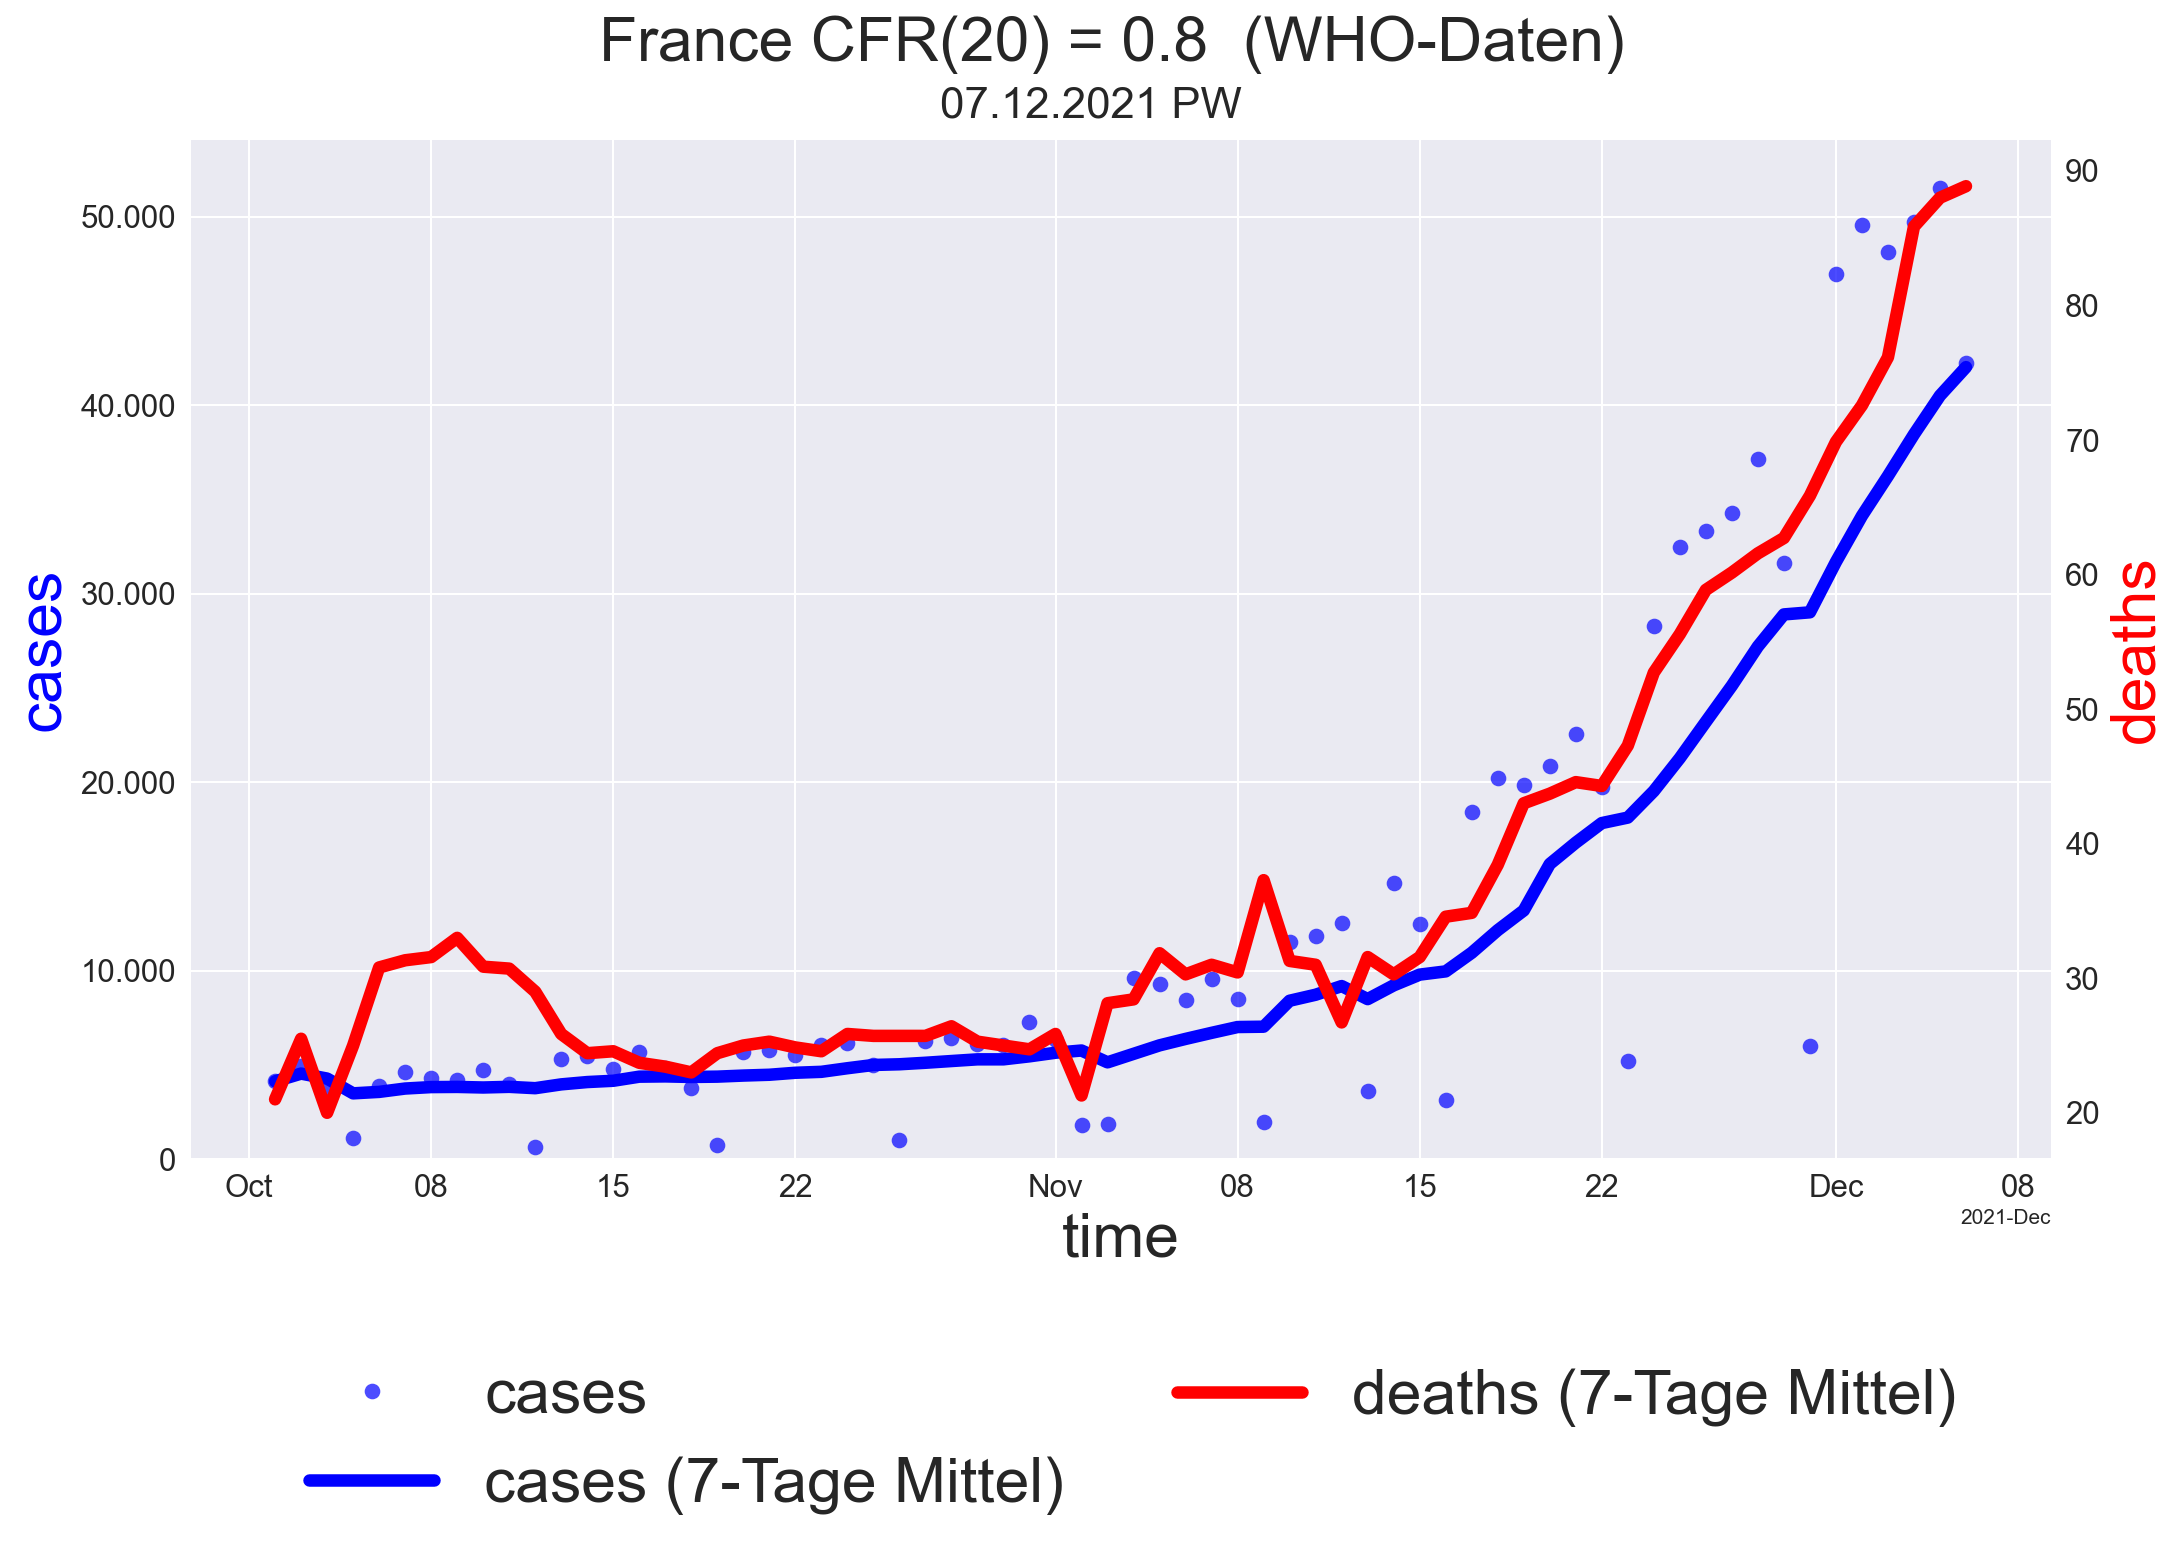 France CFR(20) = 0.8  (WHO-Daten)
07.12.2021 PW
50.000
40.000
30.000
20.000
10.000
0
cases
90
80
70
60
50
40
30
20
deaths
Oct 08 15 22 Nov 08 15 22 Dec 08
2021-Dec
time
cases
deaths (7-Tage Mittel)
cases (7-Tage Mittel)